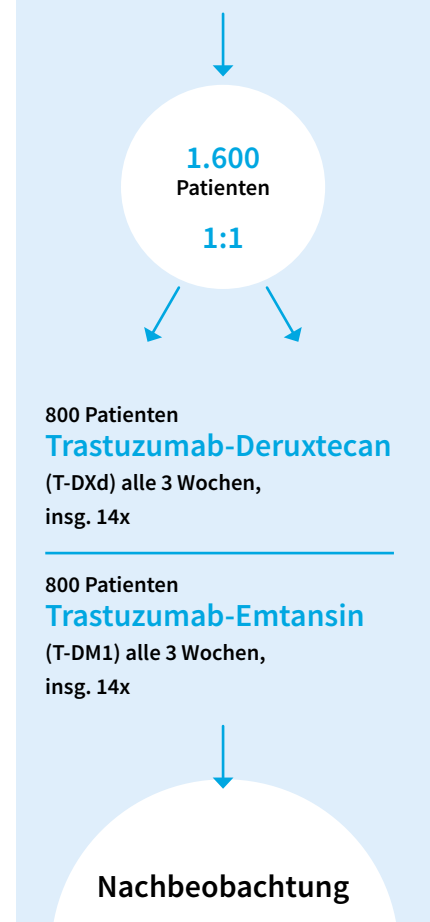 1.600
Patienten
1:1
800 Patienten
Trastuzumab-Deruxtecan
(T-DXd) alle 3 Wochen,
insg. 14x
800 Patienten
Trastuzumab-Emtansin
(T-DM1) alle 3 Wochen,
insg. 14x
Nachbeobachtung